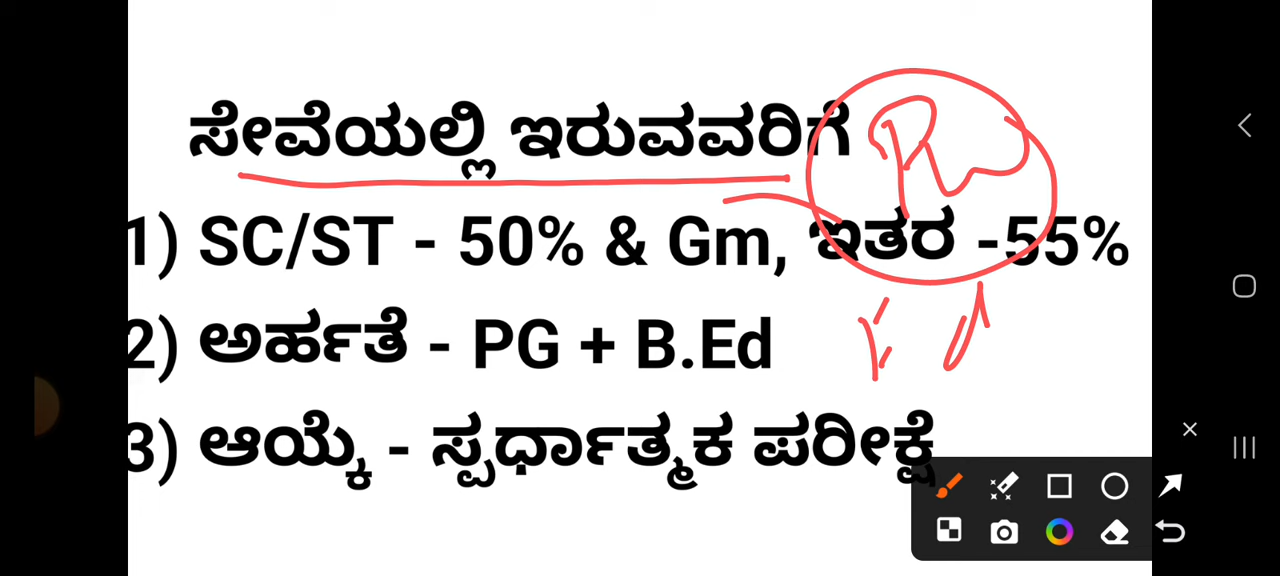 ಸೇವೆಯಲ್ಲಿ ಇರುವವರಿಗೆ
1) SC/ST - 50% & Gm, ಇತರ -55%
2) ಅರ್ಹತೆ - PG + B.Ed
3) ಆಯ್ಕೆ - ಸ್ಪರ್ಧಾತ್ಮಕ ಪರೀಕ್ಷೆ